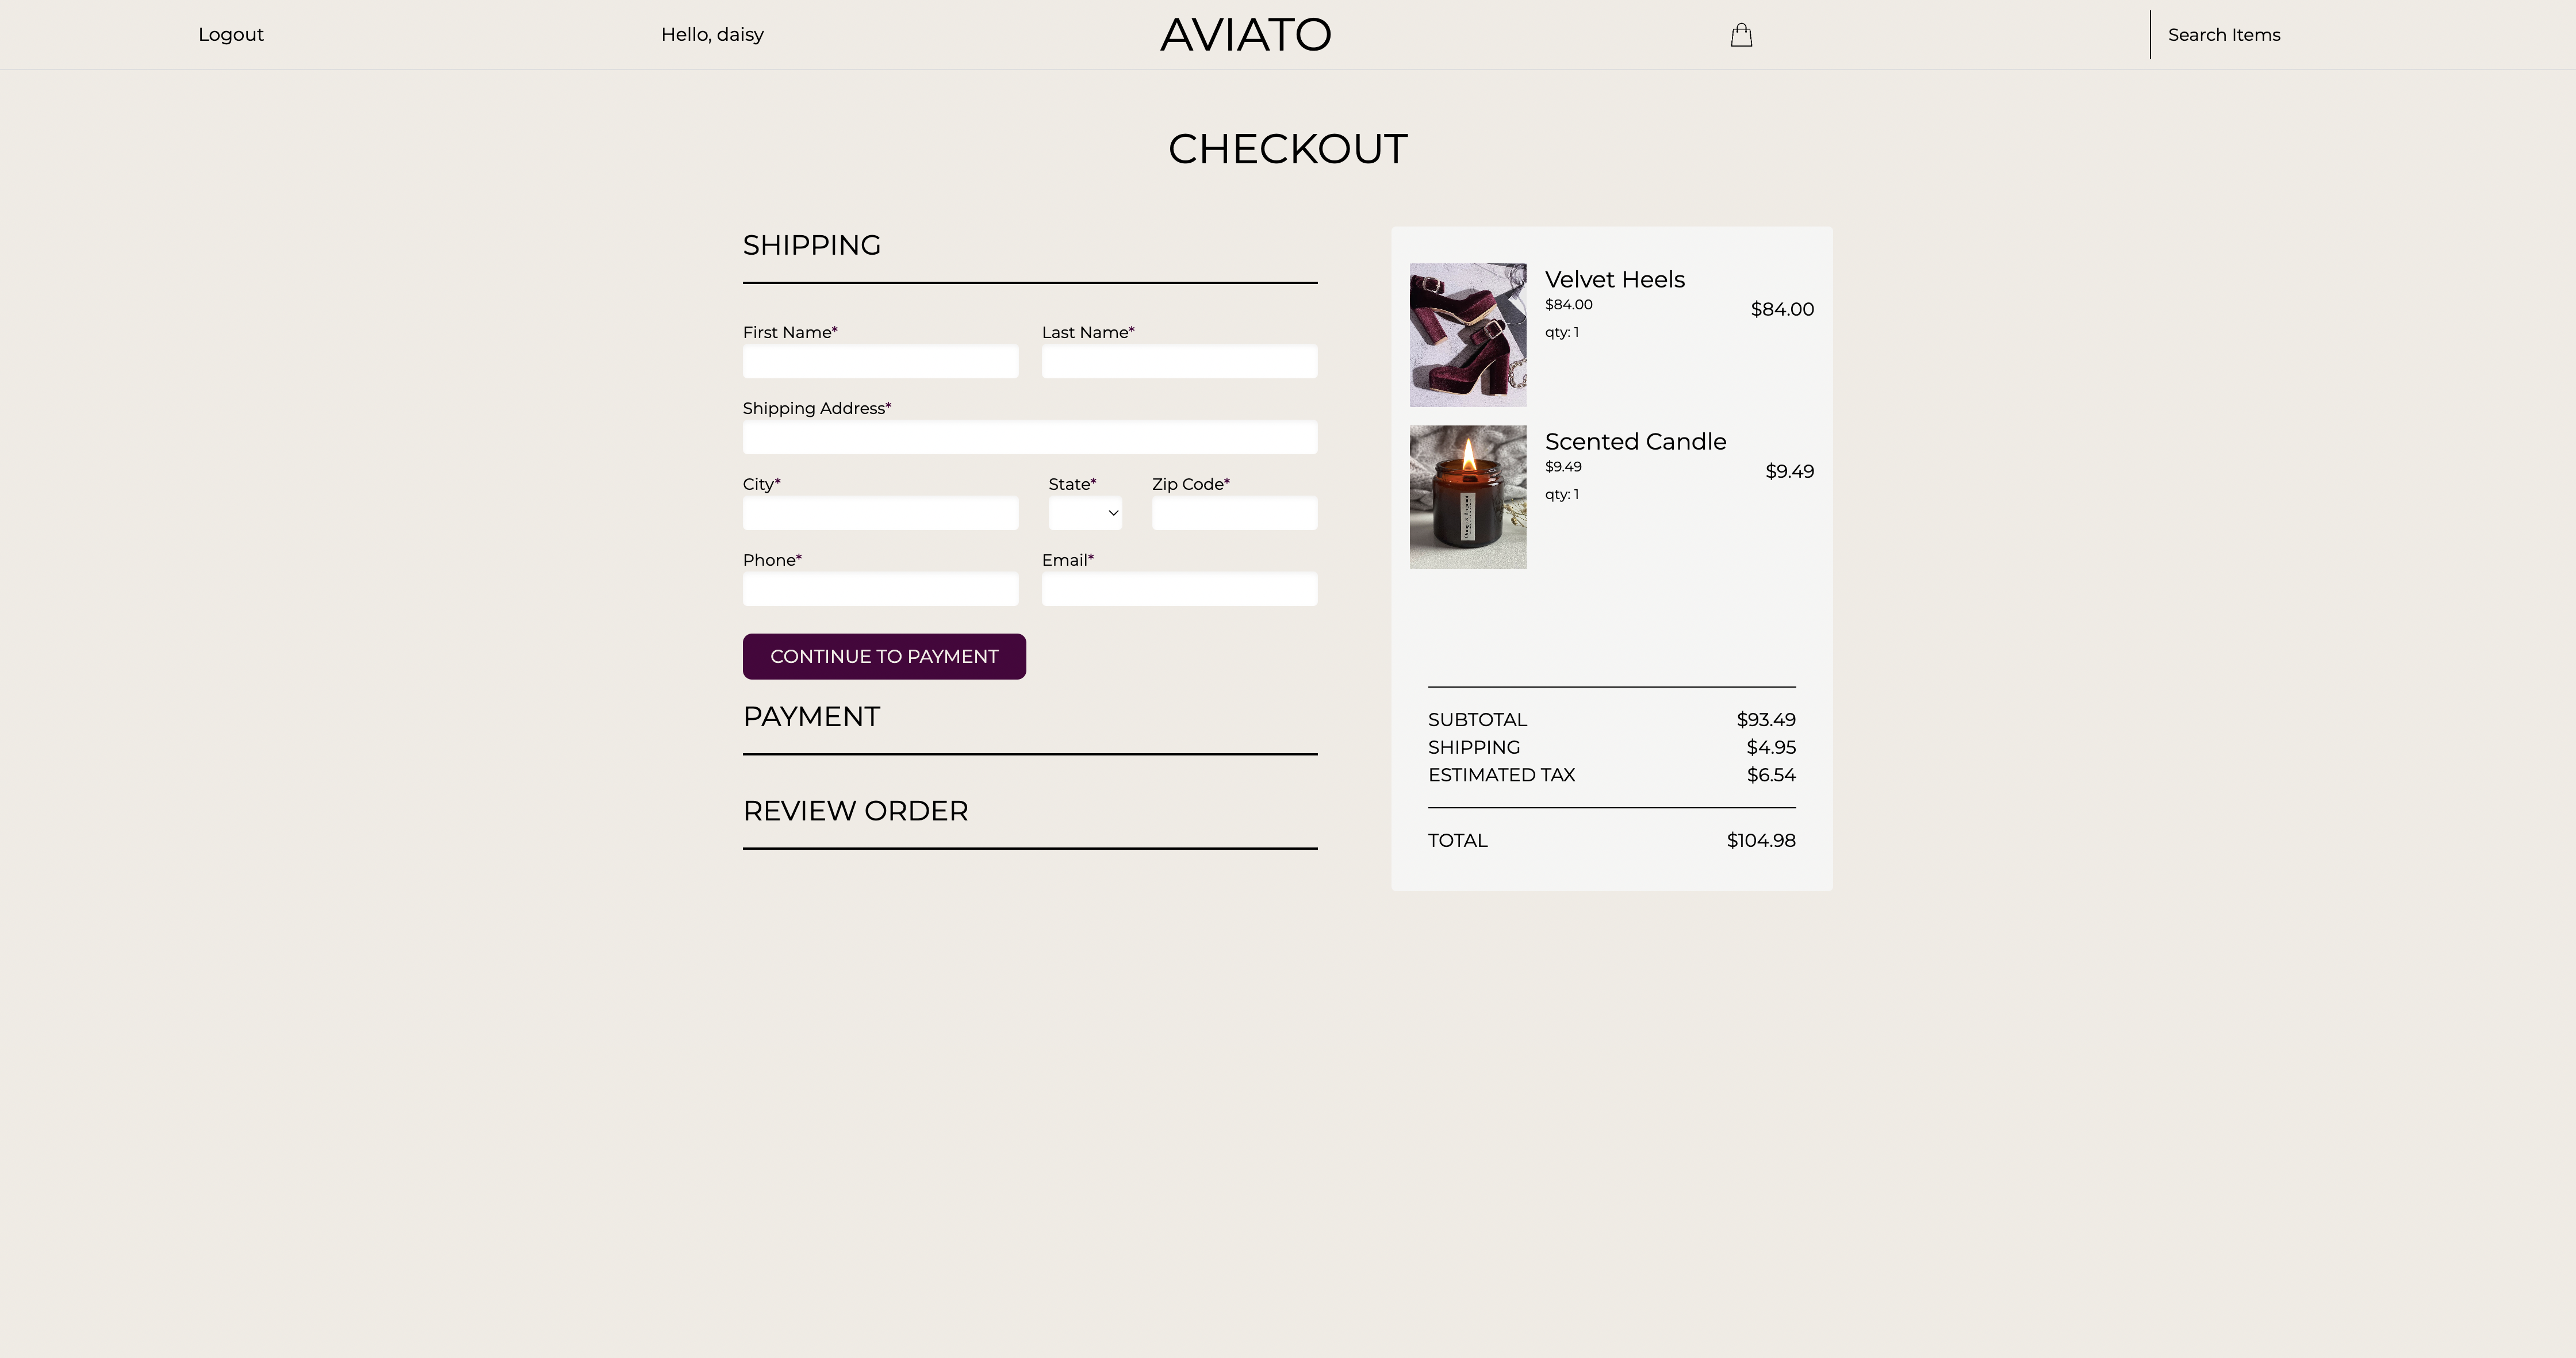 Logout
Hello, daisy
AVIATO
Search Items
CHECKOUT
SHIPPING
First Name*
Last Name*
Shipping Address*
City*
State*
Zip Code*
Phone*
Email*
CONTINUE TO PAYMENT
PAYMENT
REVIEW ORDER
Velvet Heels
$84.00
$84.00
qty: 1
Scented Candle
$9.49
$9.49
qty: 1
SUBTOTAL $93.49
SHIPPING $4.95
ESTIMATED TAX $6.54
TOTAL $104.98